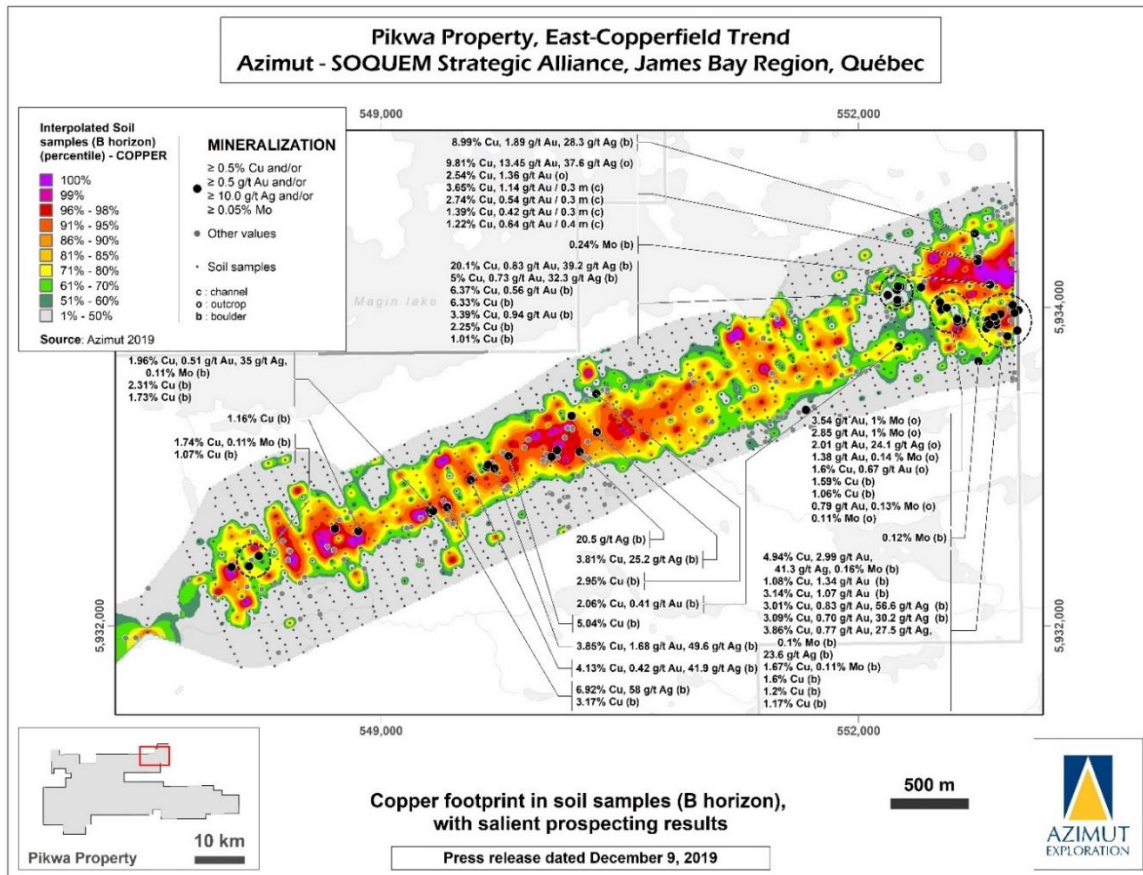 Pikwa Property, East-Copperfield Trend
Azimut - SOQUEM Strategic Alliance, James Bay Region, Québec
549,000
552,000
Interpolated Soil
samples (B horizon)
(percentile) - COPPER
100%
99%
96% - 98%
91% - 95%
86% - 90%
81% - 85%
71% - 80%
61% - 70%
51% - 60%
1% - 50%
Source: Azimut 2019
MINERALIZATION
≥ 0.5% Cu and/or
≥ 0.5 g/t Au and/or
≥ 10.0 g/t Ag and/or
≥ 0.05% Mo
Other values
Soil samples
c : channel
o : outcrop
b : boulder
8.99% Cu, 1.89 g/t Au, 28.3 g/t Ag (b)
9.81% Cu, 13.45 g/t Au, 37.6 g/t Ag (o)
2.54% Cu, 1.36 g/t Au (o)
3.65% Cu, 1.14 g/t Au / 0.3 m (c)
2.74% Cu, 0.54 g/t Au / 0.3 m (c)
1.39% Cu, 0.42 g/t Au / 0.3 m (c)
1.22% Cu, 0.64 g/t Au / 0.4 m (c)
0.24% Mo (b)
20.1% Cu, 0.83 g/t Au, 39.2 g/t Ag (b)
5% Cu, 0.73 g/t Au, 32.3 g/t Ag (b)
6.37% Cu, 0.56 g/t Au (b)
6.33% Cu (b)
3.39% Cu, 0.94 g/t Au (b)
2.25% Cu (b)
1.01% Cu (b)
Magin lake
5,934,000
1.96% Cu, 0.51 g/t Au, 35 g/t Ag,
0.11% Mo (b)
2.31% Cu (b)
1.73% Cu (b)
1.16% Cu (b)
1.74% Cu, 0.11% Mo (b)
1.07% Cu (b)
3.54 g/t Au, 1% Mo (o)
2.85 g/t Au, 1% Mo (o)
2.01 g/t Au, 24.1 g/t Ag (o)
1.38 g/t Au, 0.14 % Mo (o)
1.6% Cu, 0.67 g/t Au (o)
1.59% Cu (b)
1.06% Cu (b)
0.79 g/t Au, 0.13% Mo (o)
0.11% Mo (o)
0.12% Mo (b)
20.5 g/t Ag (b)
3.81% Cu, 25.2 g/t Ag (b)
2.95% Cu (b)
2.06% Cu, 0.41 g/t Au (b)
5.04% Cu (b)
3.85% Cu, 1.68 g/t Au, 49.6 g/t Ag (b)
4.13% Cu, 0.42 g/t Au, 41.9 g/t Ag (b)
6.92% Cu, 58 g/t Ag (b)
3.17% Cu (b)
4.94% Cu, 2.99 g/t Au,
41.3 g/t Ag, 0.16% Mo (b)
1.08% Cu, 1.34 g/t Au (b)
3.14% Cu, 1.07 g/t Au (b)
3.01% Cu, 0.83 g/t Au, 56.6 g/t Ag (b)
3.09% Cu, 0.70 g/t Au, 30.2 g/t Ag (b)
3.86% Cu, 0.77 g/t Au, 27.5 g/t Ag,
0.1% Mo (b)
23.6 g/t Ag (b)
1.67% Cu, 0.11% Mo (b)
1.6% Cu (b)
1.2% Cu (b)
1.17% Cu (b)
5,932,000
5,932,000
549,000
552,000
10 km
Pikwa Property
Copper footprint in soil samples (B horizon),
with salient prospecting results
Press release dated December 9, 2019
500 m
AZIMUT
EXPLORATION